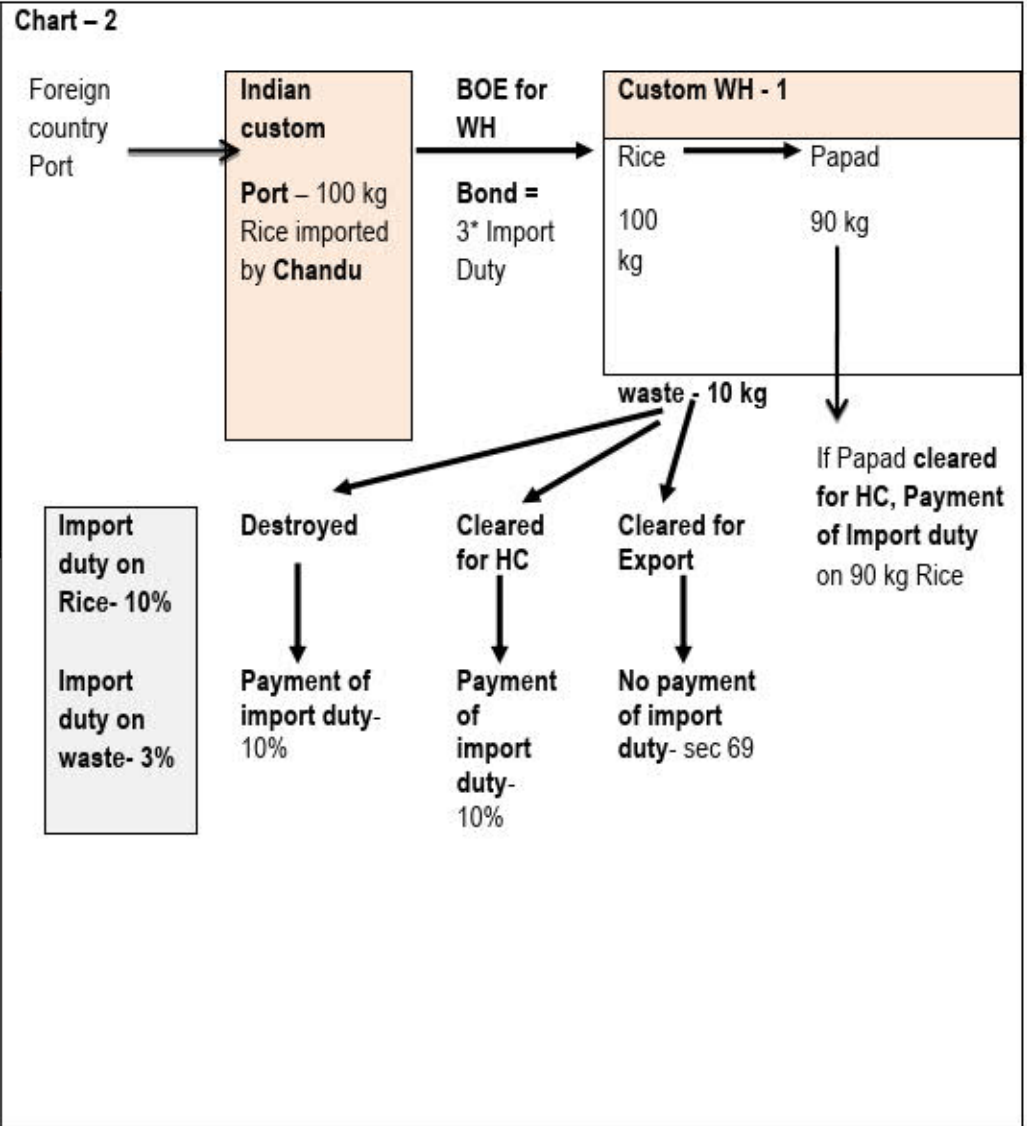 Chart – 2
Foreign
country
Port
Indian
custom
Port – 100 kg
Rice imported
by Chandu
BOE for
WH
Bond =
3* Import
Duty
Custom WH - 1
Rice
100
kg
Papad
90 kg
waste - 10 kg
If Papad cleared
for HC, Payment
of Import duty
on 90 kg Rice
Import
duty on
Rice- 10%
Import
duty on
waste- 3%
Destroyed
Payment of
import duty-
10%
Cleared
for HC
Payment
of
import
duty-
10%
Cleared for
Export
No payment
of import
duty- sec 69